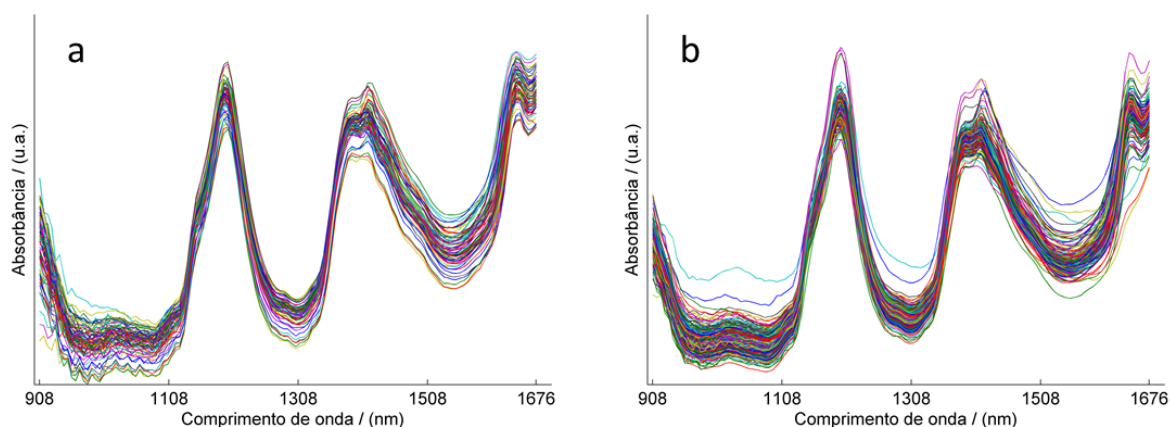 a
Absorbância / (u.a.)
908 1108 1308 1508 1676
Comprimento de onda / (nm)
b
Absorbância / (u.a.)
908 1108 1308 1508 1676
Comprimento de onda / (nm)